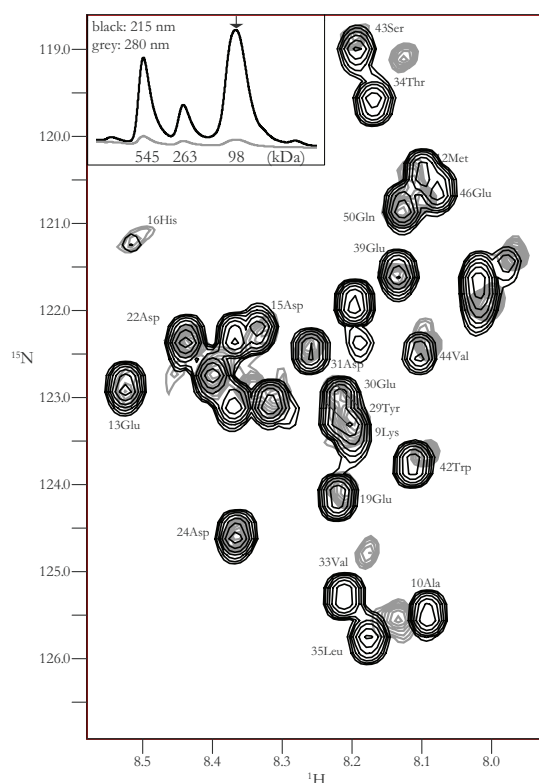 black: 215 nm
grey: 280 nm
545 263 98 (kDa)
43Ser
34Thr
12Met
46Glu
50Gln
16His
39Glu
15Asp
22Asp
44Val
31Asp
30Glu
29Tyr
9Lys
13Glu
42Trp
19Glu
24Asp
33Val
10Ala
35Leu
119.0
120.0
121.0
122.0
123.0
124.0
125.0
126.0
¹⁵N
8.5 8.4 8.3 8.2 8.1 8.0
¹H